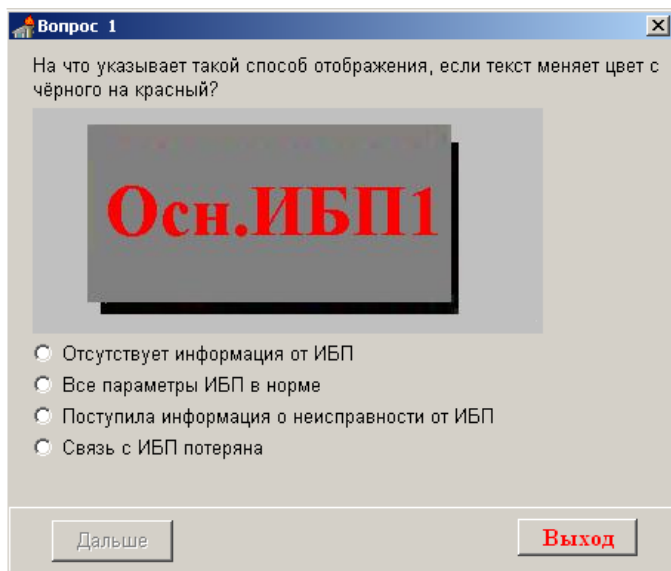 Вопрос 1
На что указывает такой способ отображения, если текст меняет цвет с
чёрного на красный?
Осн.ИБП1
Отсутствует информация от ИБП
Все параметры ИБП в норме
Поступила информация о неисправности от ИБП
Связь с ИБП потеряна
Дальше
Выход